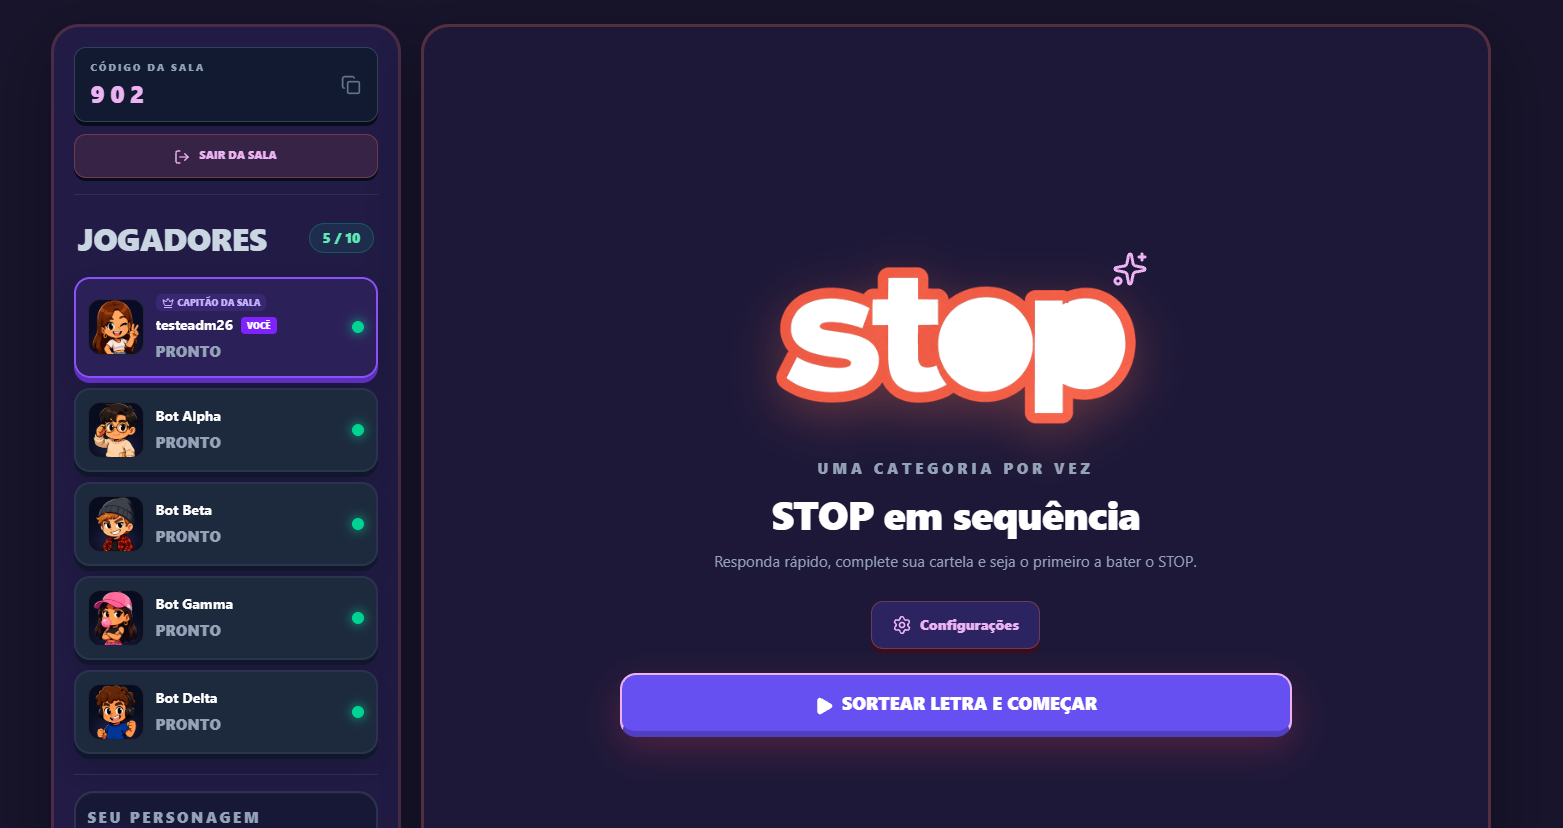 CÓDIGO DA SALA
902
SAIR DA SALA
JOGADORES
5 / 10
CAPITÃO DA SALA
testeadm26 VOCÊ
PRONTO
Bot Alpha
PRONTO
Bot Beta
PRONTO
Bot Gamma
PRONTO
Bot Delta
PRONTO
SEU PERSONAGEM
stop
UMA CATEGORIA POR VEZ
STOP em sequência
Responda rápido, complete sua cartela e seja o primeiro a bater o STOP.
Configurações
SORTEAR LETRA E COMEÇAR